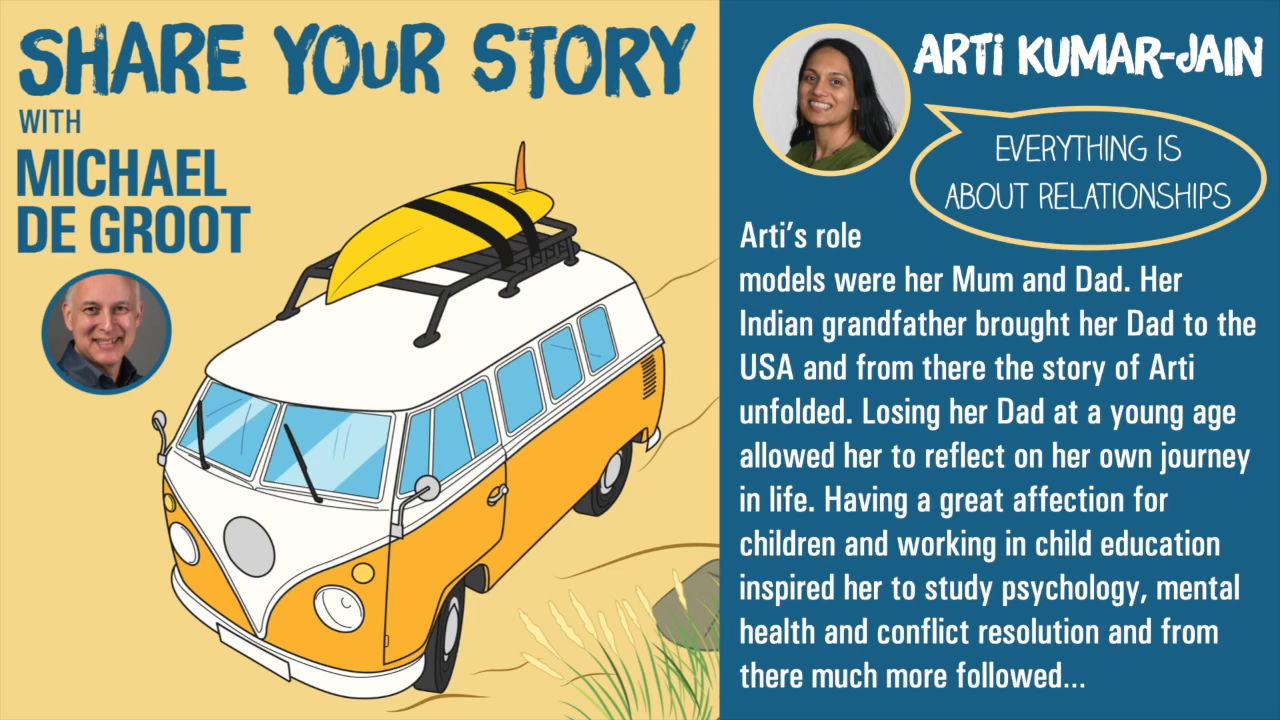 SHARE YOUR STORY
WITH
MICHAEL
DE GROOT
ARTi KUMAR-JAIN
EVERYTHING IS
ABOUT RELATIONSHIPS
Arti's role
models were her Mum and Dad. Her
Indian grandfather brought her Dad to the
USA and from there the story of Arti
unfolded. Losing her Dad at a young age
allowed her to reflect on her own journey
in life. Having a great affection for
children and working in child education
inspired her to study psychology, mental
health and conflict resolution and from
there much more followed...